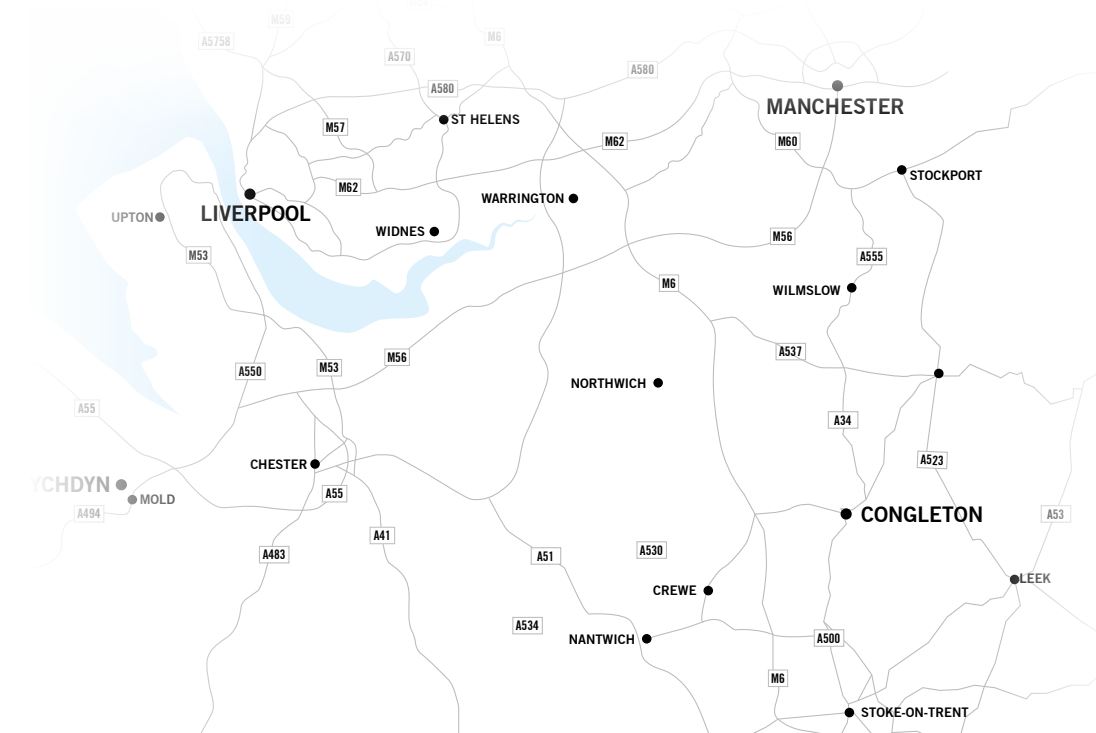 M58
M6
A5758
A570
A580
A580
MANCHESTER
M57
ST HELENS
M62
M60
STOCKPORT
M62
WARRINGTON
LIVERPOOL
UPTON
WIDNES
M56
M53
A555
M6
WILMSLOW
A537
M56
M53
A550
NORTHWICH
A55
A34
A523
CHESTER
YCHDYN
MOLD
A55
A494
CONGLETON
A53
A41
A483
A51
A530
LEEK
CREWE
A534
NANTWICH
A500
M6
STOKE-ON-TRENT